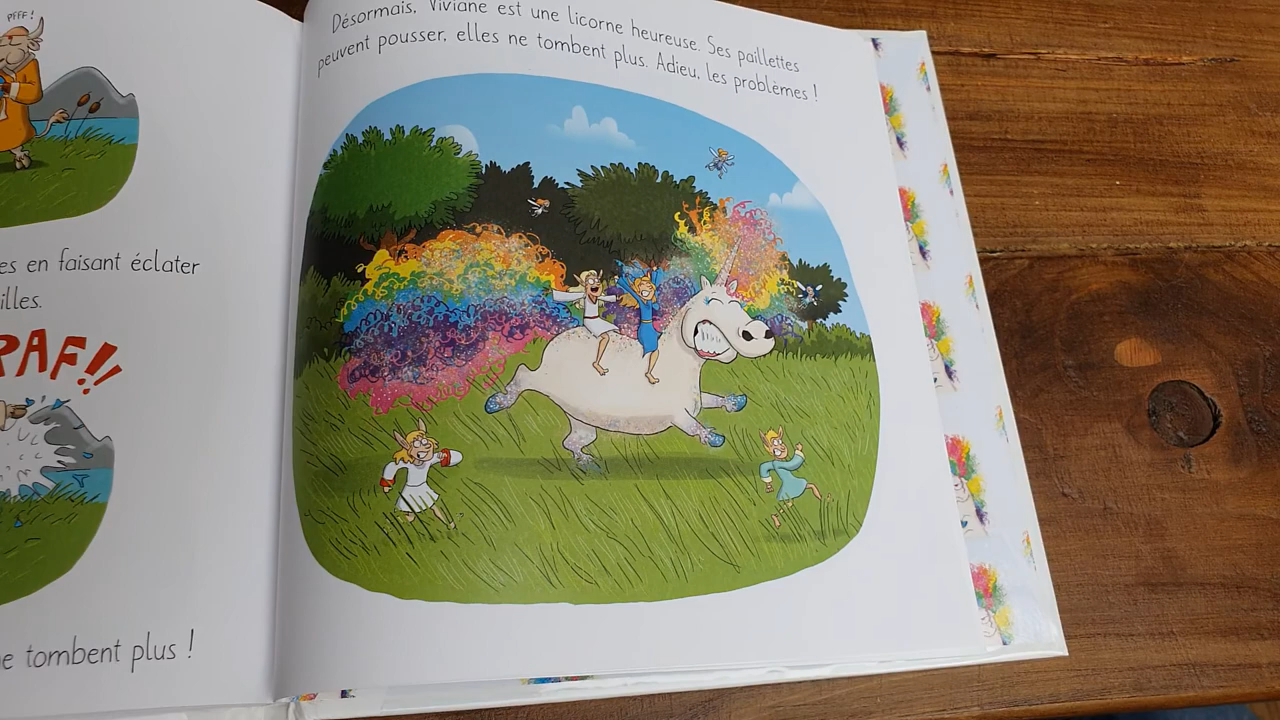 PFFF !
es en faisant éclater
illes.
RAF!!
ne tombent plus !
Désormais, Viviane est une licorne heureuse. Ses paillettes
peuvent pousser, elles ne tombent plus. Adieu, les problèmes !